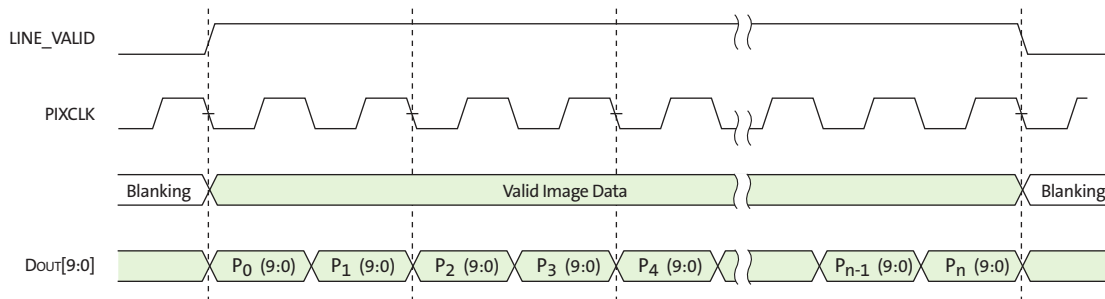 LINE_VALID
PIXCLK
Blanking Valid Image Data Blanking
DOUT[9:0] P0 (9:0) P1 (9:0) P2 (9:0) P3 (9:0) P4 (9:0) Pn-1 (9:0) Pn (9:0)